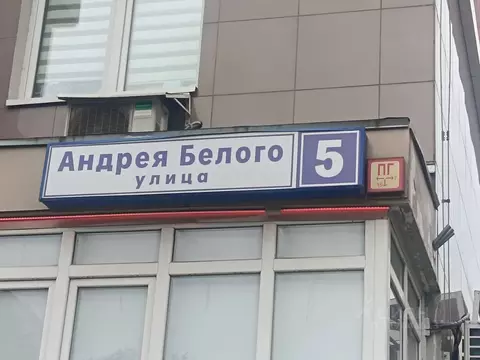 Андрея Белого
улица
5
ПГ